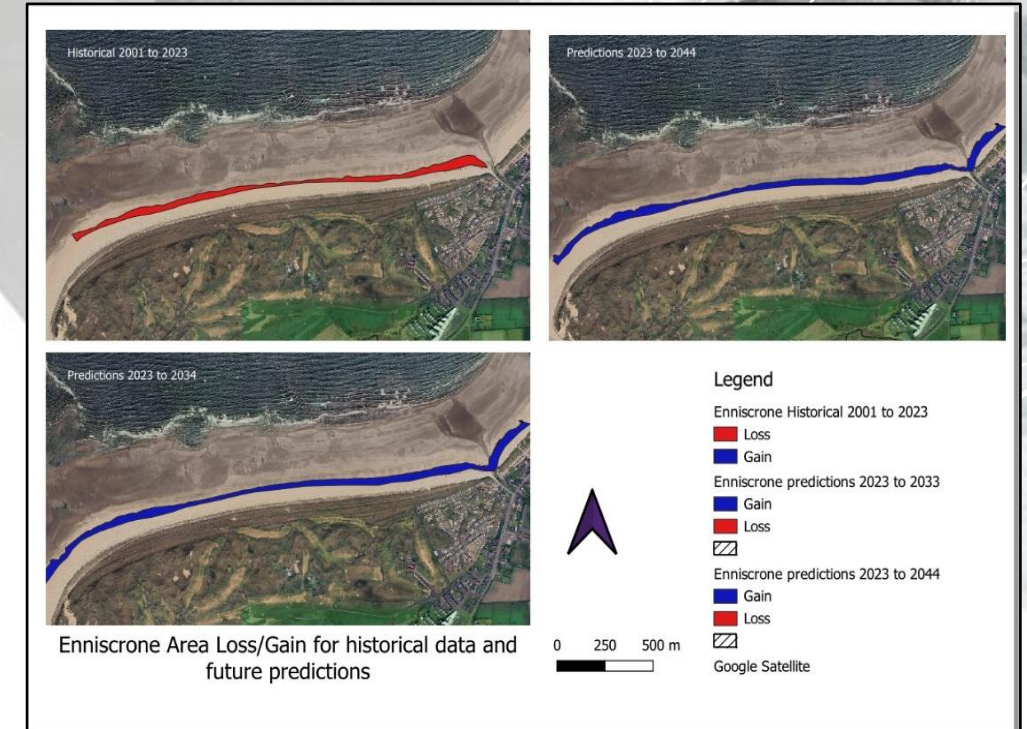 Historical 2001 to 2023
Predictions 2023 to 2044
Predictions 2023 to 2034
Enniscrone Area Loss/Gain for historical data and
future predictions
0 250 500 m
Legend
Enniscrone Historical 2001 to 2023
Loss
Gain
Enniscrone predictions 2023 to 2033
Gain
Loss
Enniscrone predictions 2023 to 2044
Gain
Loss
Google Satellite